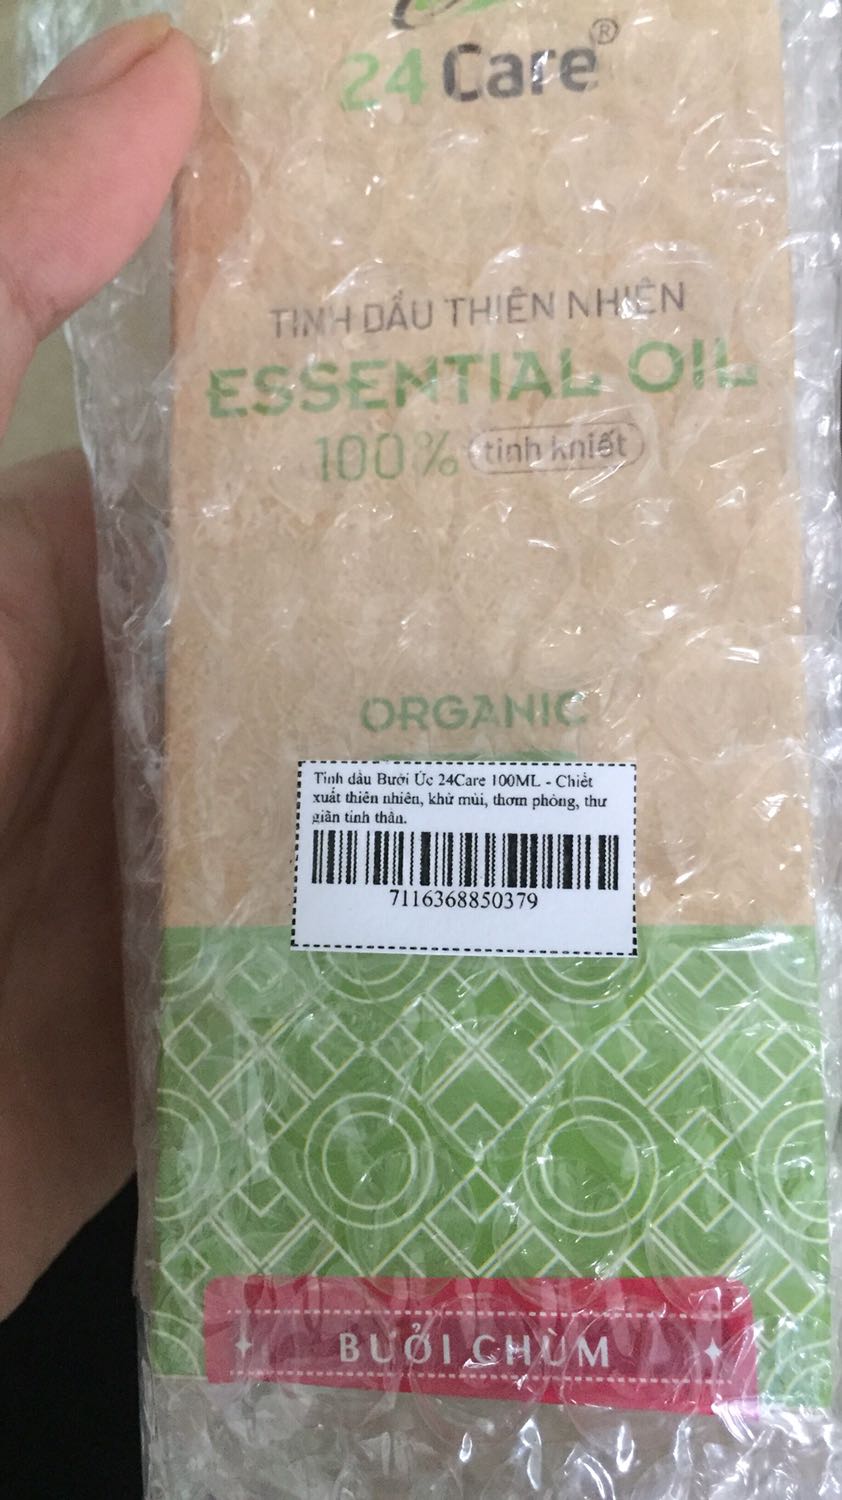 24Care®
TINH DẦU THIÊN NHIÊN
ESSENTIAL OIL
100% tinh khiết
ORGANIC
Tinh dầu Bưởi Úc 24Care 100ML - Chiết
xuất thiên nhiên, khử mùi, thơm phòng, thư
giãn tinh thần.
7116368850379
BƯỞI CHÙM